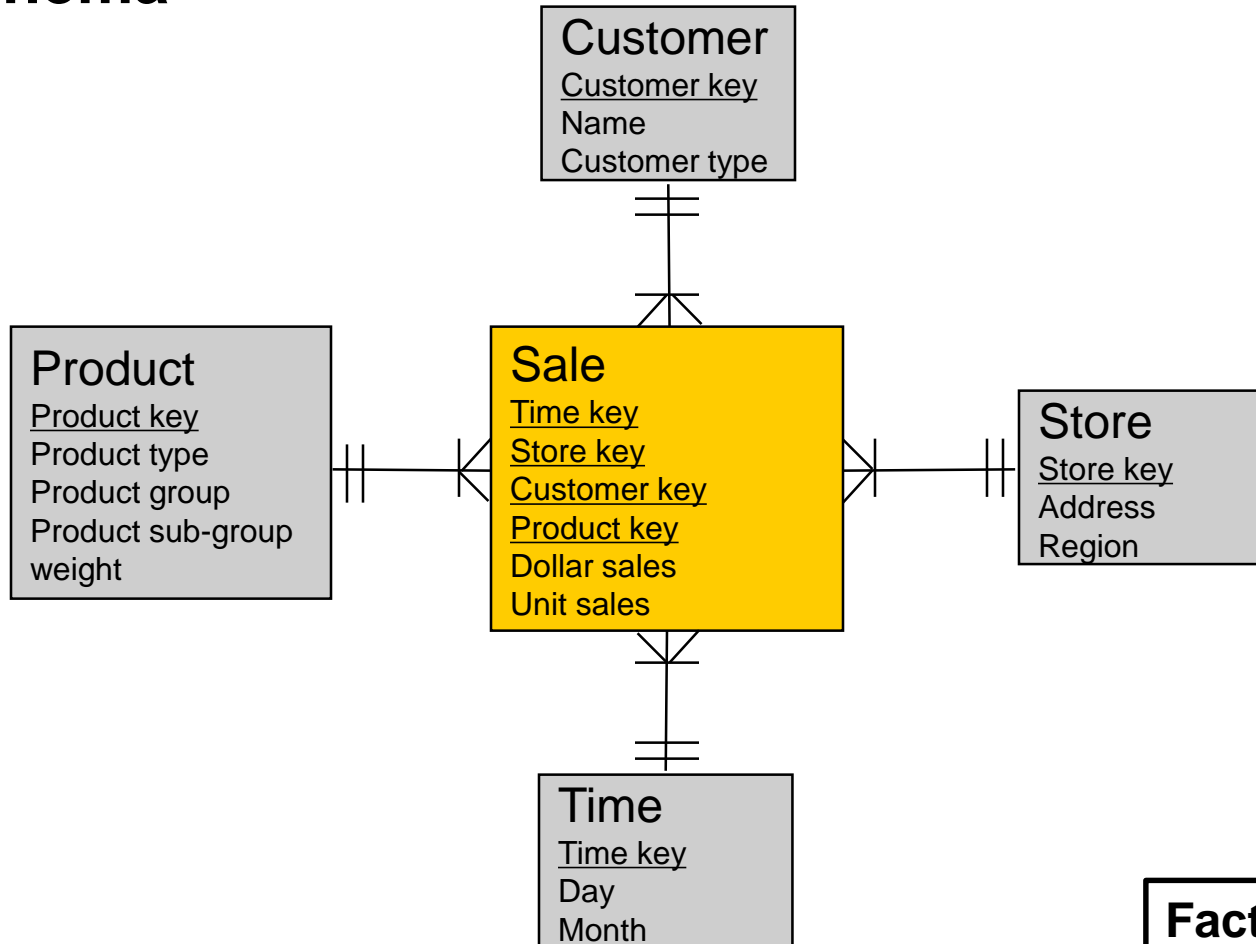 Customer
Customer key
Name
Customer type
Product
Product key
Product type
Product group
Product sub-group
weight
Sale
Time key
Store key
Customer key
Product key
Dollar sales
Unit sales
Store
Store key
Address
Region
Time
Time key
Day
Month
Fact